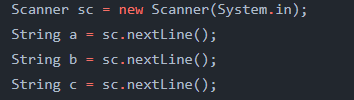 Scanner sc = new Scanner(System.in);
String a = sc.nextLine();
String b = sc.nextLine();
String c = sc.nextLine();